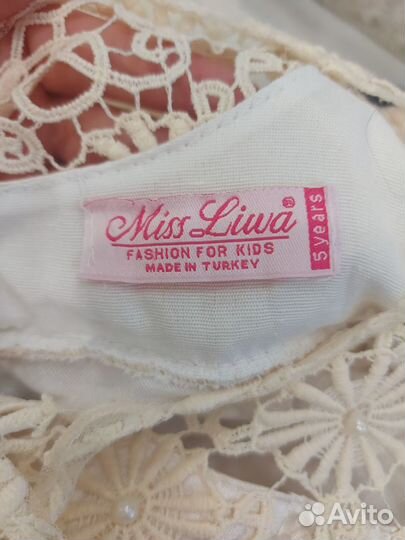 Miss Liwa®
FASHION FOR KIDS
MADE IN TURKEY
5 years
Avito